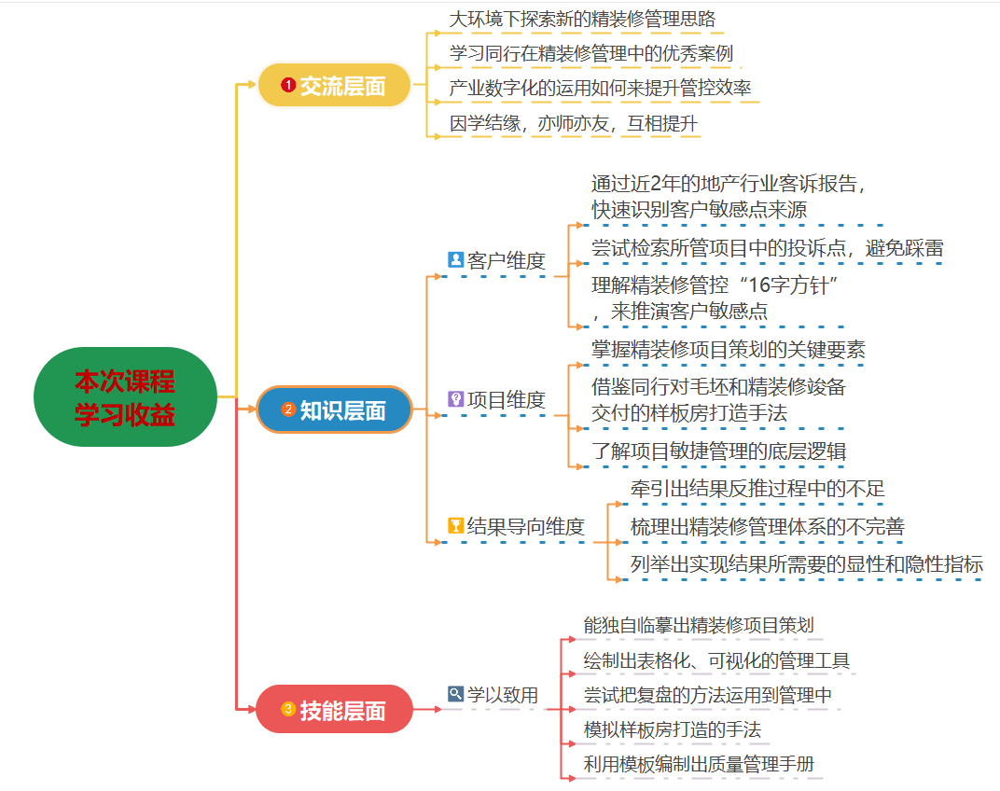 本次课程
学习收益
1 交流层面
大环境下探索新的精装修管理思路
学习同行在精装修管理中的优秀案例
产业数字化的运用如何来提升管控效率
因学结缘，亦师亦友，互相提升
2 知识层面
客户维度
通过近2年的地产行业客诉报告，
快速识别客户敏感点来源
尝试检索所管项目中的投诉点，避免踩雷
理解精装修管控“16字方针”
，来推演客户敏感点
项目维度
掌握精装修项目策划的关键要素
借鉴同行对毛坯和精装修竣备
交付的样板房打造手法
了解项目敏捷管理的底层逻辑
结果导向维度
牵引出结果反推过程中的不足
梳理出精装修管理体系的不完善
列举出实现结果所需要的显性和隐性指标
3 技能层面
学以致用
能独自临摹出精装修项目策划
绘制出表格化、可视化的管理工具
尝试把复盘的方法运用到管理中
模拟样板房打造的手法
利用模板编制出质量管理手册